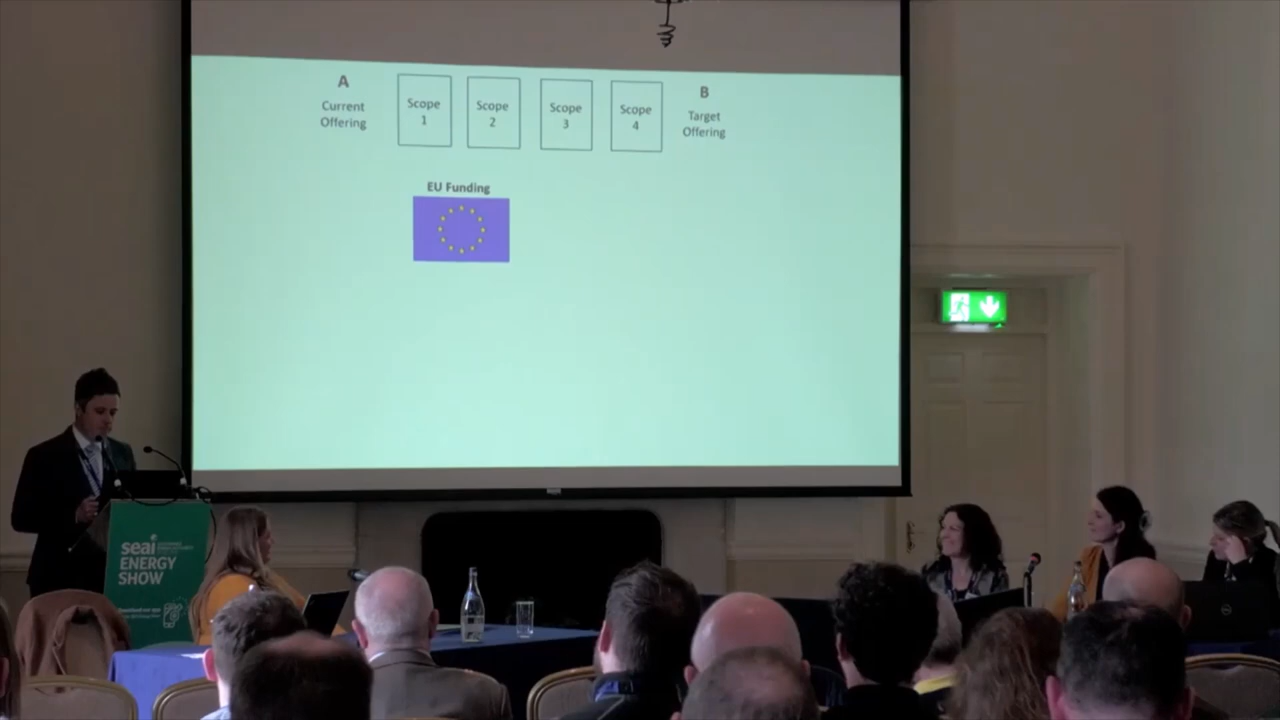 A
Current
Offering
Scope
1
Scope
2
Scope
3
Scope
4
B
Target
Offering
EU Funding
seai
ENERGY
SHOW